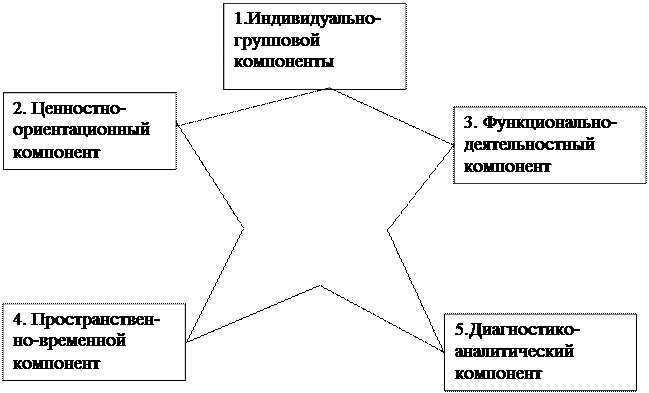 1.Индивидуально-
групповой
компоненты
2. Ценностно-
ориентационный
компонент
3. Функционально-
деятельностный
компонент
4. Пространствен-
но-временной
компонент
5.Диагностико-
аналитический
компонент